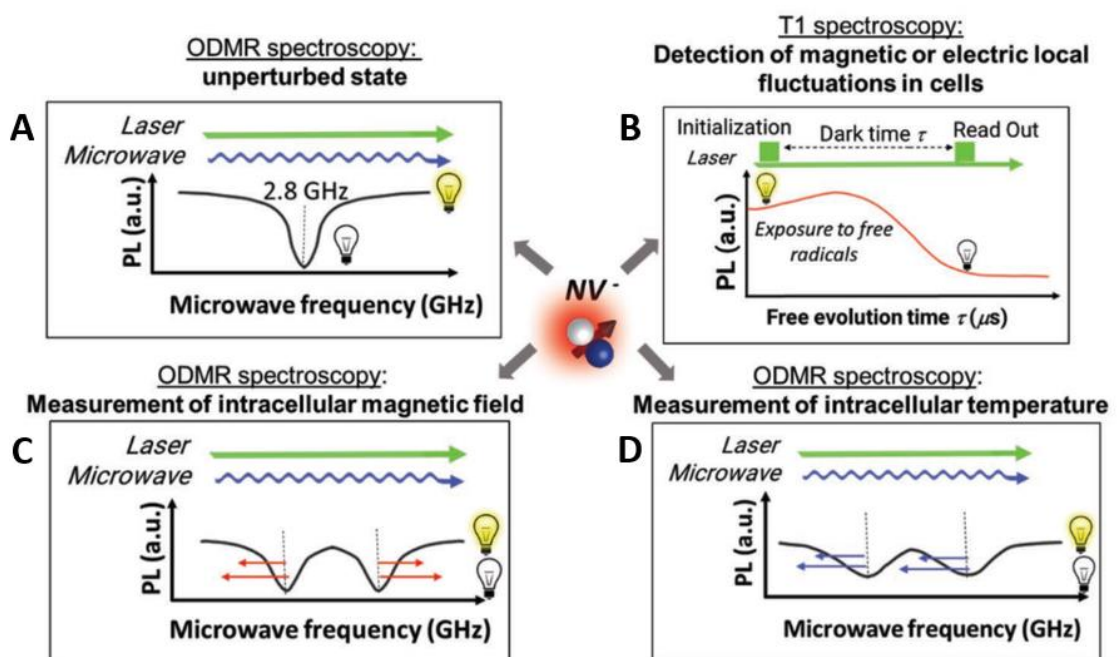 ODMR spectroscopy:
unperturbed state
A
Laser
Microwave
2.8 GHz
PL (a.u.)
Microwave frequency (GHz)
T1 spectroscopy:
Detection of magnetic or electric local
fluctuations in cells
B
Initialization
Dark time τ
Read Out
Laser
PL (a.u.)
Exposure to free
radicals
Free evolution time τ (μs)
NV -
ODMR spectroscopy:
Measurement of intracellular magnetic field
C
Laser
Microwave
PL (a.u.)
Microwave frequency (GHz)
ODMR spectroscopy:
Measurement of intracellular temperature
D
Laser
Microwave
PL (a.u.)
Microwave frequency (GHz)